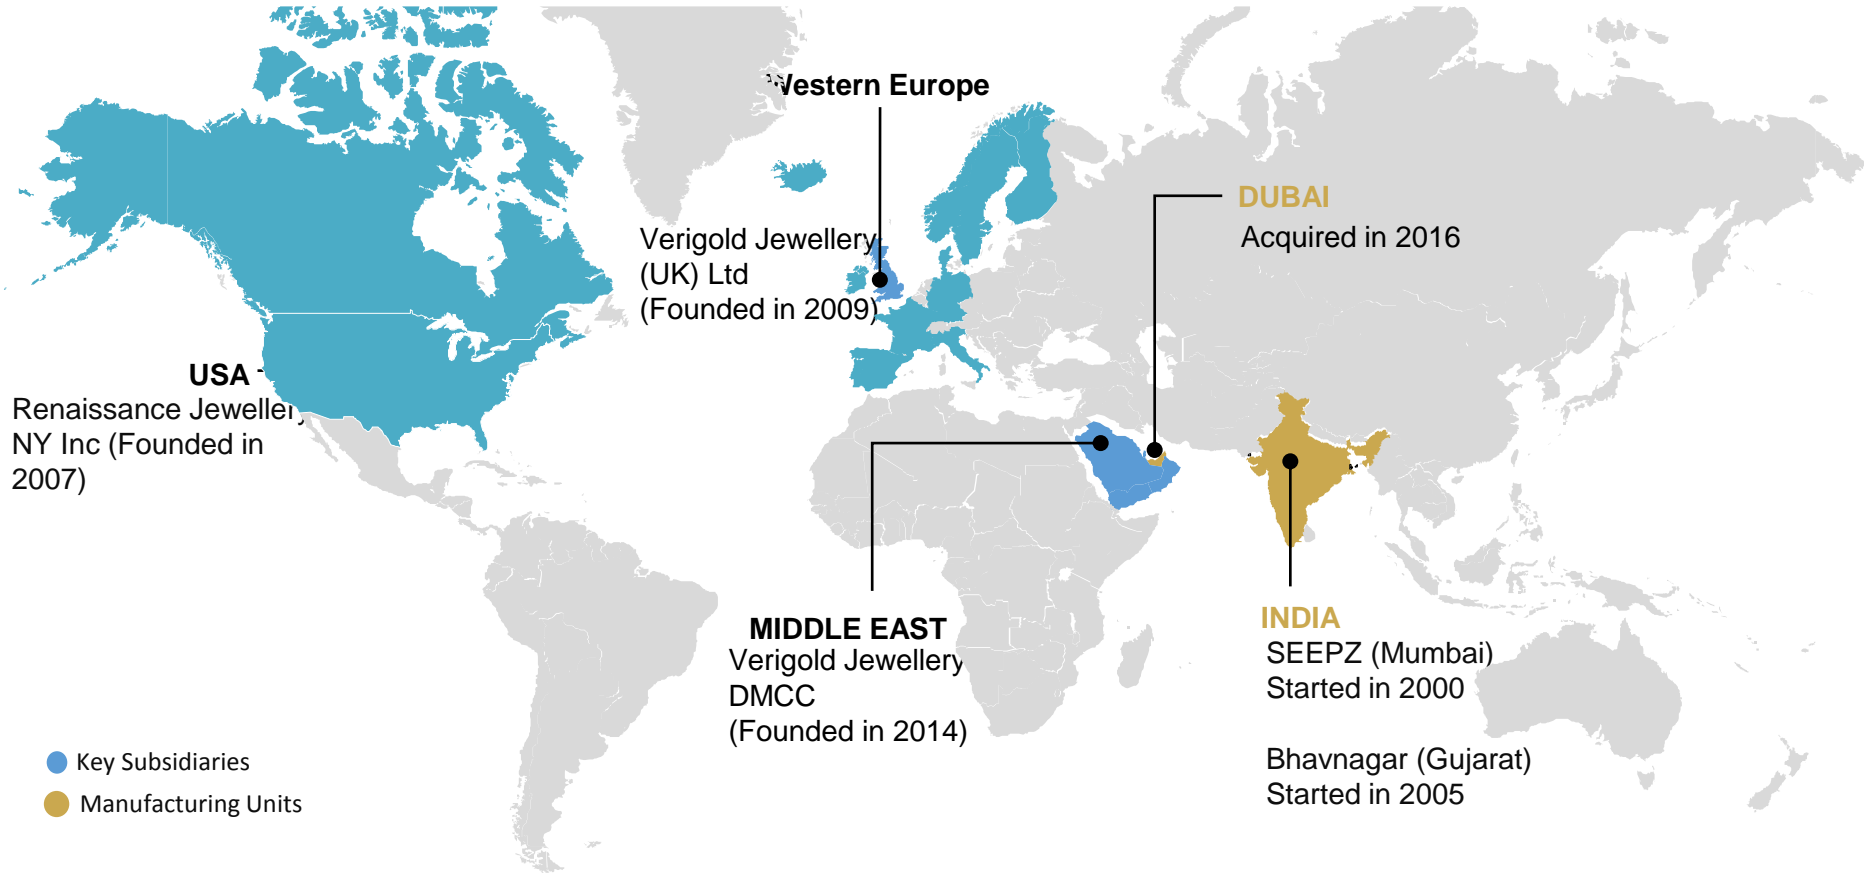 Western Europe
Verigold Jewellery
(UK) Ltd
(Founded in 2009)
DUBAI
Acquired in 2016
USA
Renaissance Jewellery
NY Inc (Founded in
2007)
MIDDLE EAST
Verigold Jewellery
DMCC
(Founded in 2014)
INDIA
SEEPZ (Mumbai)
Started in 2000
Bhavnagar (Gujarat)
Started in 2005
Key Subsidiaries
Manufacturing Units